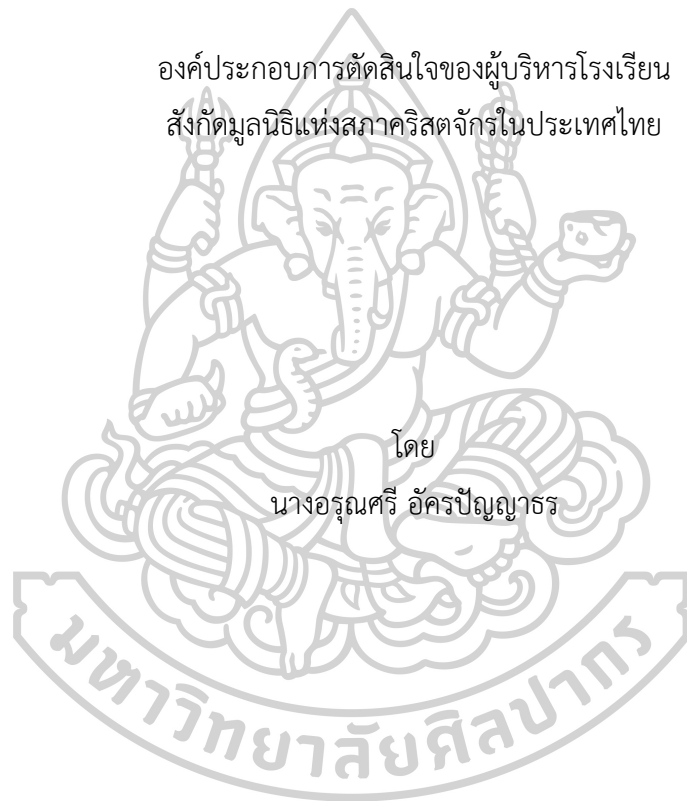 องค์ประกอบการตัดสินใจของผู้บริหารโรงเรียน
สังกัดมูลนิธิแห่งสภาคริสตจักรในประเทศไทย
โดย
นางอรุณศรี อัครปัญญาธร
มหาวิทยาลัยศิลปากร